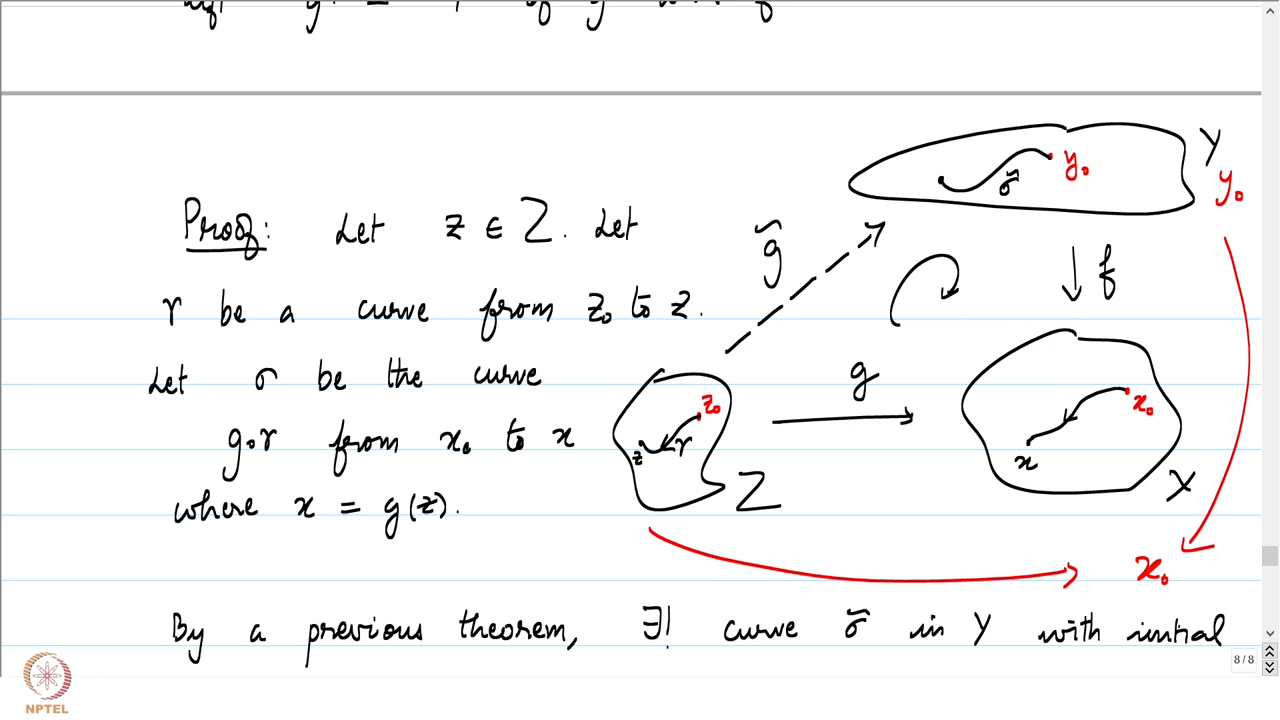 Y
y₀
σ̃
y₀
Proof: Let z ∈ Z. Let
g̃
f
γ be a curve from z₀ to z.
Let σ be the curve
g
z₀
x₀
g∘γ from x₀ to x
z
γ
x
where x = g(z).
Z
X
x₀
By a previous theorem, ∃! curve σ̃ in Y with initial
8 / 8
NPTEL